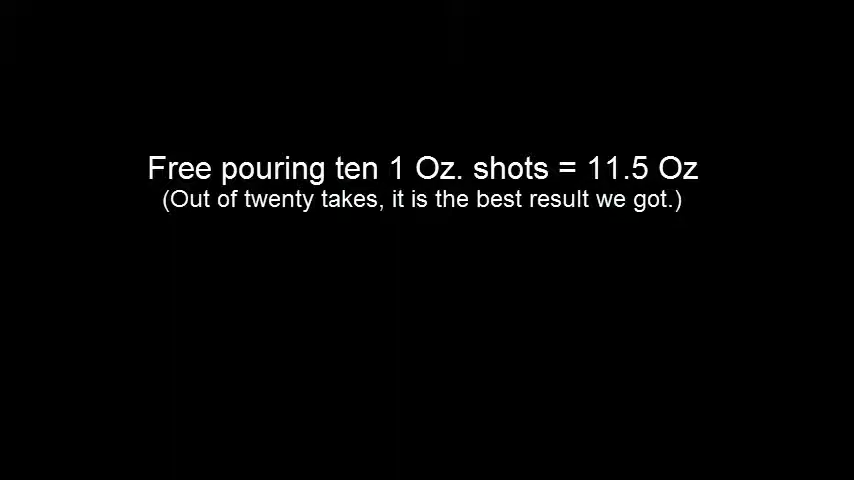 Free pouring ten 1 Oz. shots = 11.5 Oz
(Out of twenty takes, it is the best result we got.)